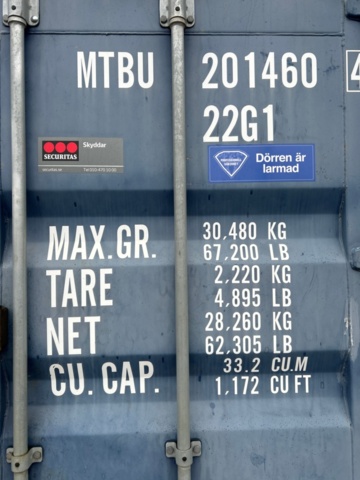 MTBU 201460 4
22G1
SECURITAS
Skyddar
Dörren är
larmad
MAX.GR. 30,480 KG
67,200 LB
TARE 2,220 KG
4,895 LB
NET 28,260 KG
62,305 LB
CU. CAP. 33.2 CU.M
1,172 CU FT